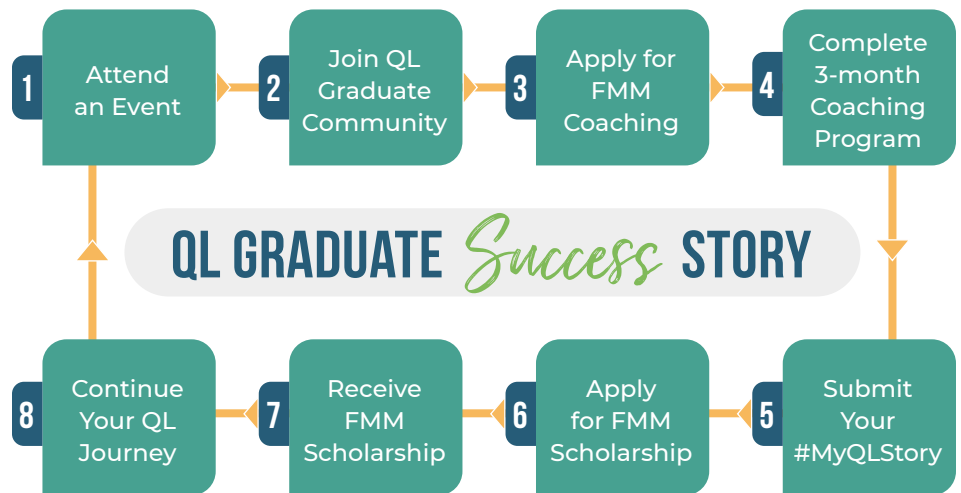 1
Attend
an Event
2
Join QL
Graduate
Community
3
Apply for
FMM
Coaching
4
Complete
3-month
Coaching
Program
QL GRADUATE Success STORY
8
Continue
Your QL
Journey
7
Receive
FMM
Scholarship
6
Apply
for FMM
Scholarship
5
Submit
Your
#MyQLStory